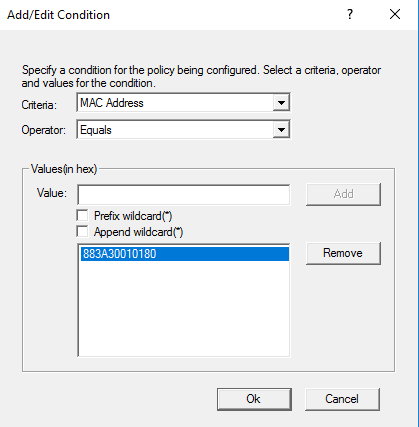 Add/Edit Condition
?
Specify a condition for the policy being configured. Select a criteria, operator
and values for the condition.
Criteria: MAC Address
Operator: Equals
Values(in hex)
Value: Add
Prefix wildcard(*)
Append wildcard(*)
883A30010180 Remove
Ok Cancel